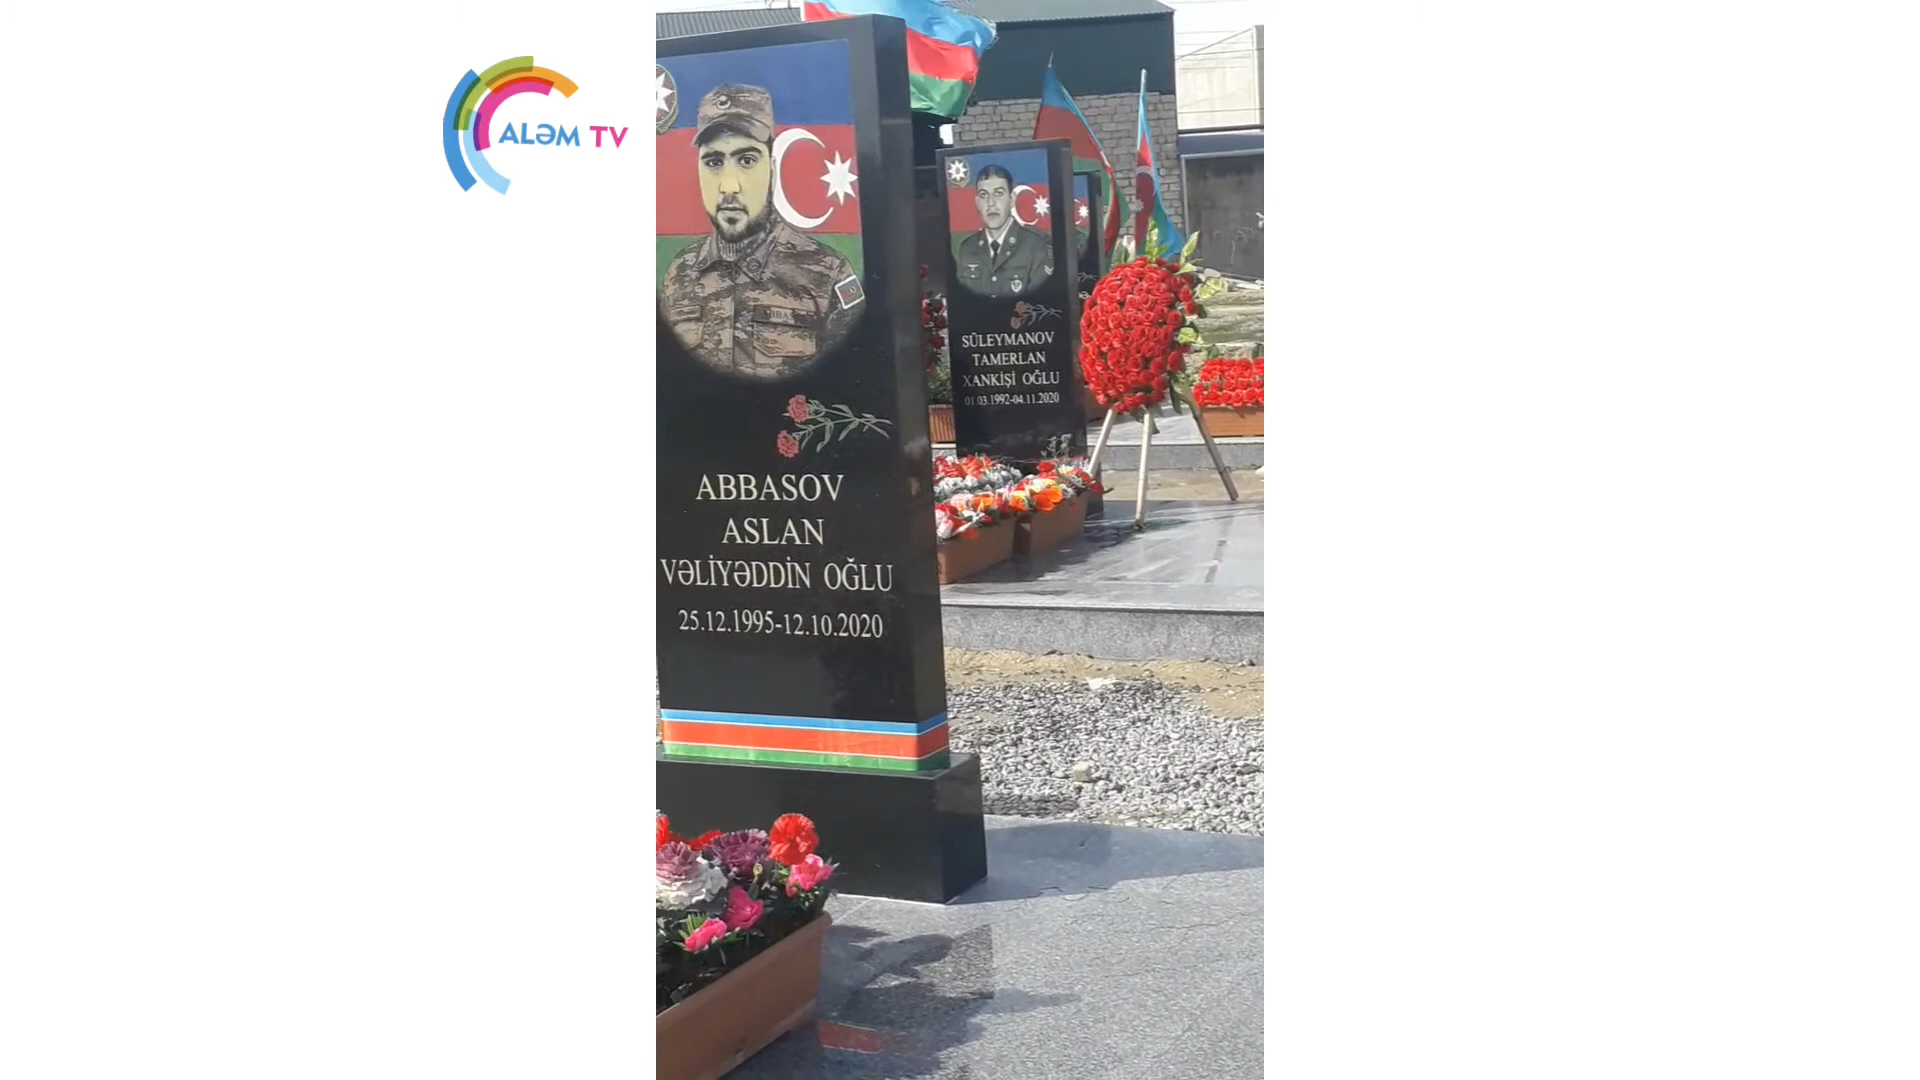 ALƏM TV
ABBASOV
ASLAN
VƏLİYƏDDİN OĞLU
25.12.1995-12.10.2020
SÜLEYMANOV
TAMERLAN
XANKİŞİ OĞLU
01.03.1992-04.11.2020